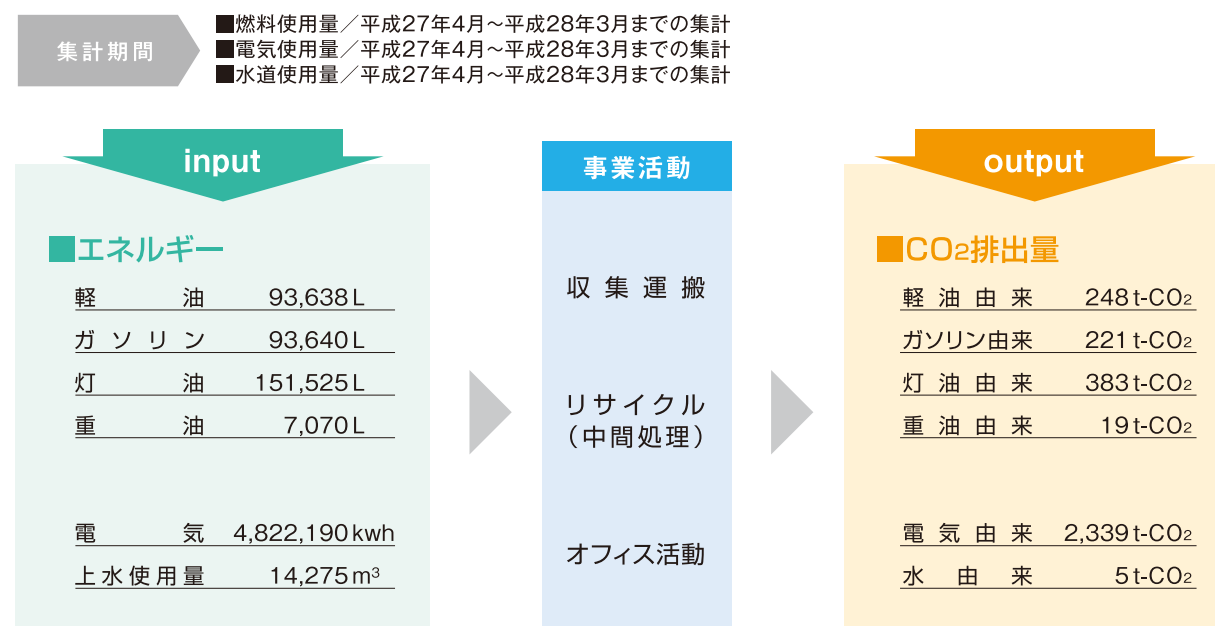 集計期間
■燃料使用量／平成27年4月～平成28年3月までの集計
■電気使用量／平成27年4月～平成28年3月までの集計
■水道使用量／平成27年4月～平成28年3月までの集計
input
■エネルギー
軽油 93,638L
ガソリン 93,640L
灯油 151,525L
重油 7,070L
電気 4,822,190kwh
上水使用量 14,275m³
事業活動
収集運搬
リサイクル
（中間処理）
オフィス活動
output
■CO₂排出量
軽油由来 248t-CO₂
ガソリン由来 221t-CO₂
灯油由来 383t-CO₂
重油由来 19t-CO₂
電気由来 2,339t-CO₂
水由来 5t-CO₂